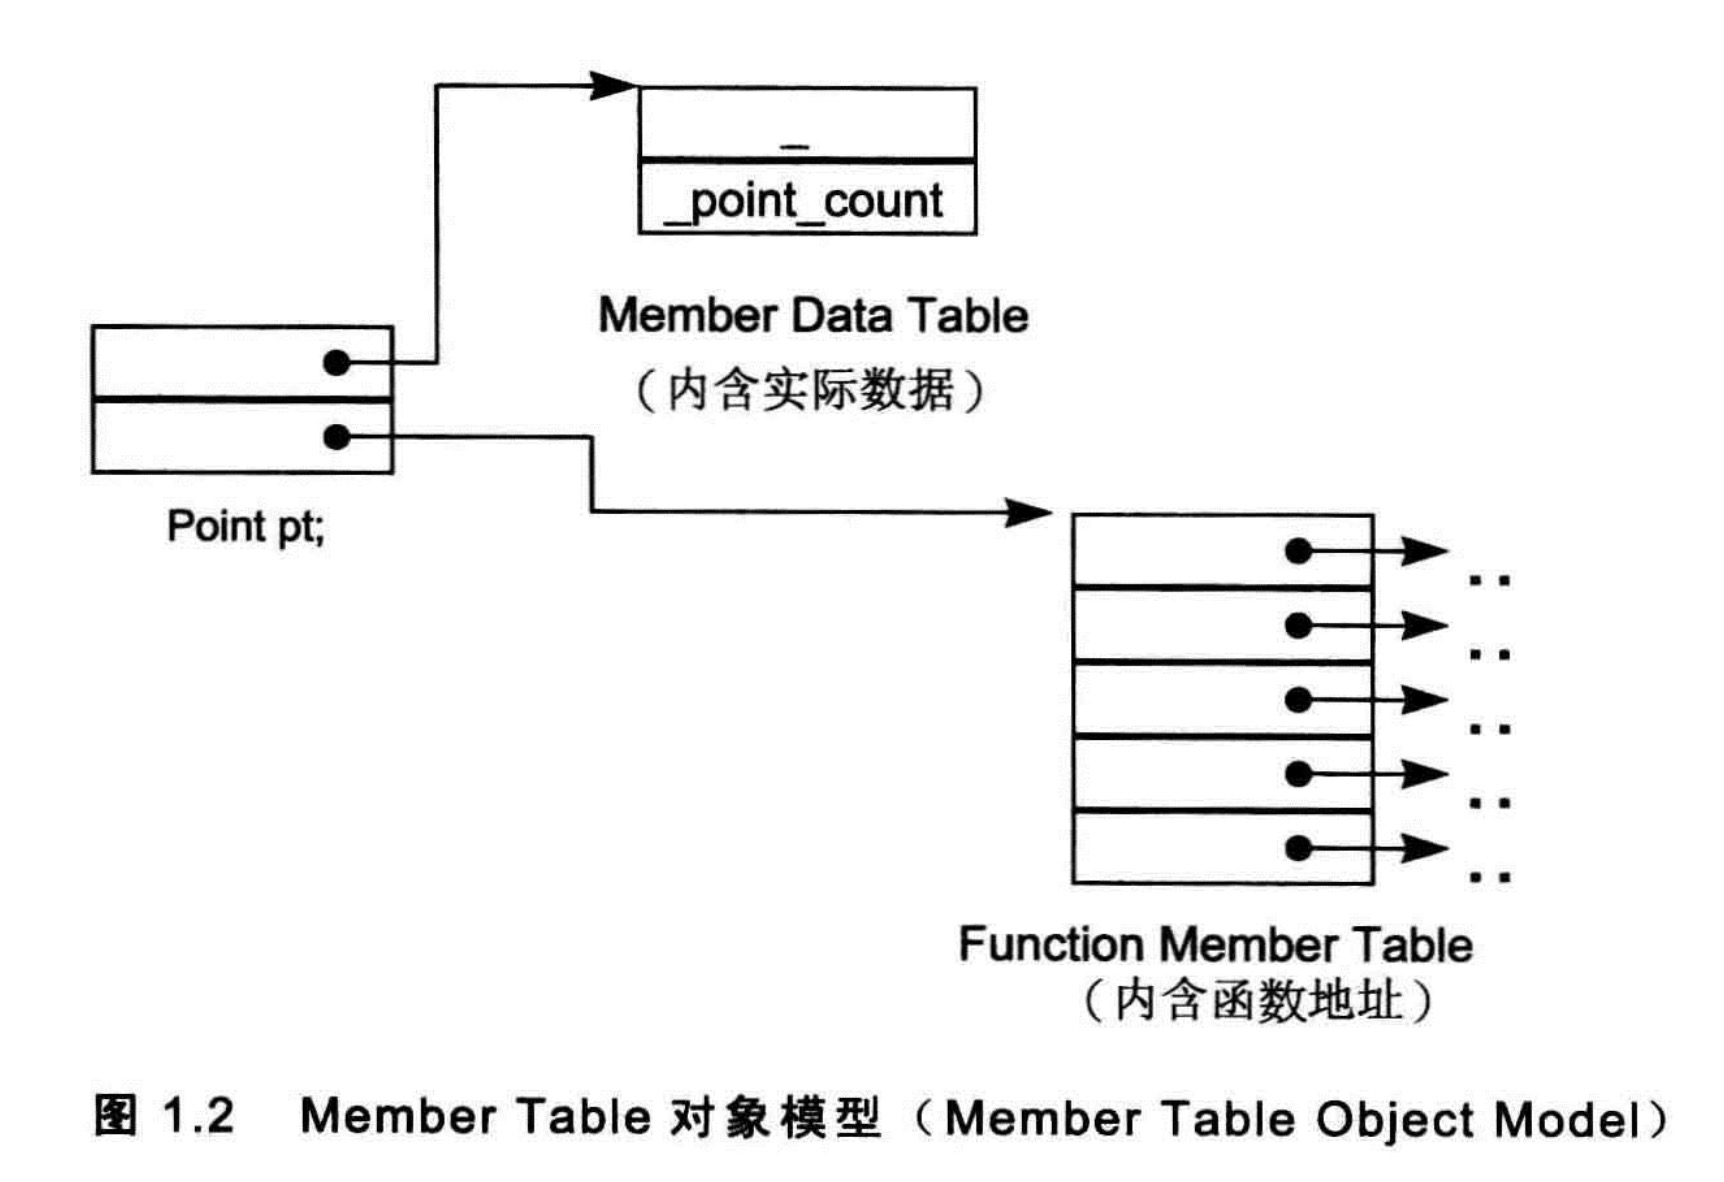 _
_point_count
Member Data Table
（内含实际数据）
Point pt;
..
..
..
..
..
Function Member Table
（内含函数地址）
图 1.2 Member Table 对象模型（Member Table Object Model）